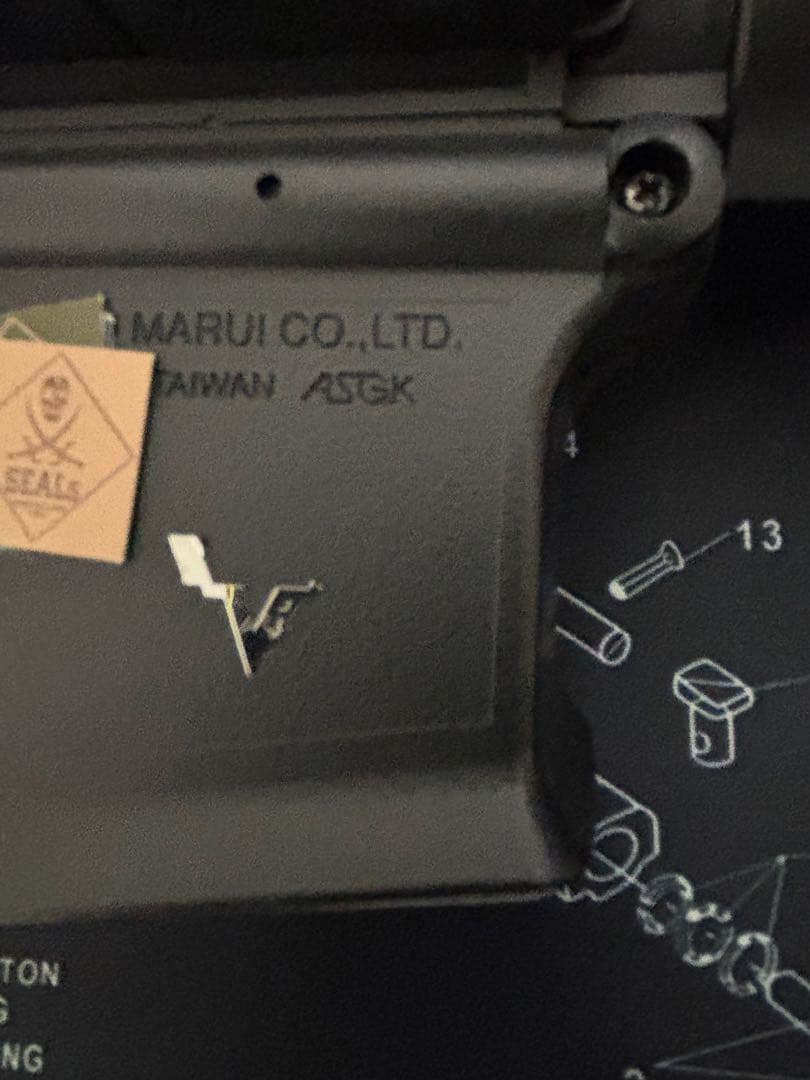 MARUI CO.,LTD.
TAIWAN ASGK
SEALs
4
13
TON
G
NG